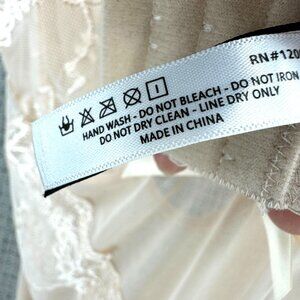 RN#120
HAND WASH - DO NOT BLEACH - DO NOT IRON
DO NOT DRY CLEAN - LINE DRY ONLY
MADE IN CHINA